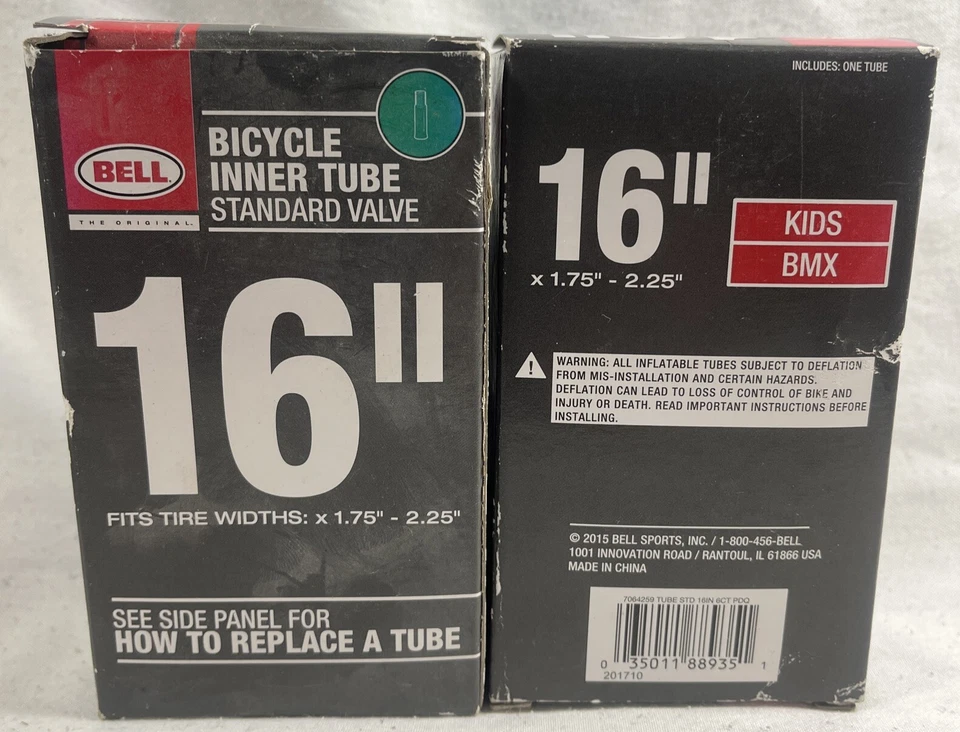 BELL
THE ORIGINAL.
BICYCLE
INNER TUBE
STANDARD VALVE
16"
FITS TIRE WIDTHS: x 1.75" - 2.25"
SEE SIDE PANEL FOR
HOW TO REPLACE A TUBE
INCLUDES: ONE TUBE
16"
x 1.75" - 2.25"
KIDS
BMX
WARNING: ALL INFLATABLE TUBES SUBJECT TO DEFLATION
FROM MIS-INSTALLATION AND CERTAIN HAZARDS.
DEFLATION CAN LEAD TO LOSS OF CONTROL OF BIKE AND
INJURY OR DEATH. READ IMPORTANT INSTRUCTIONS BEFORE
INSTALLING.
© 2015 BELL SPORTS, INC. / 1-800-456-BELL
1001 INNOVATION ROAD / RANTOUL, IL 61866 USA
MADE IN CHINA
7064259 TUBE STD 16IN 6CT PDQ
0 35011 88935 1
201710